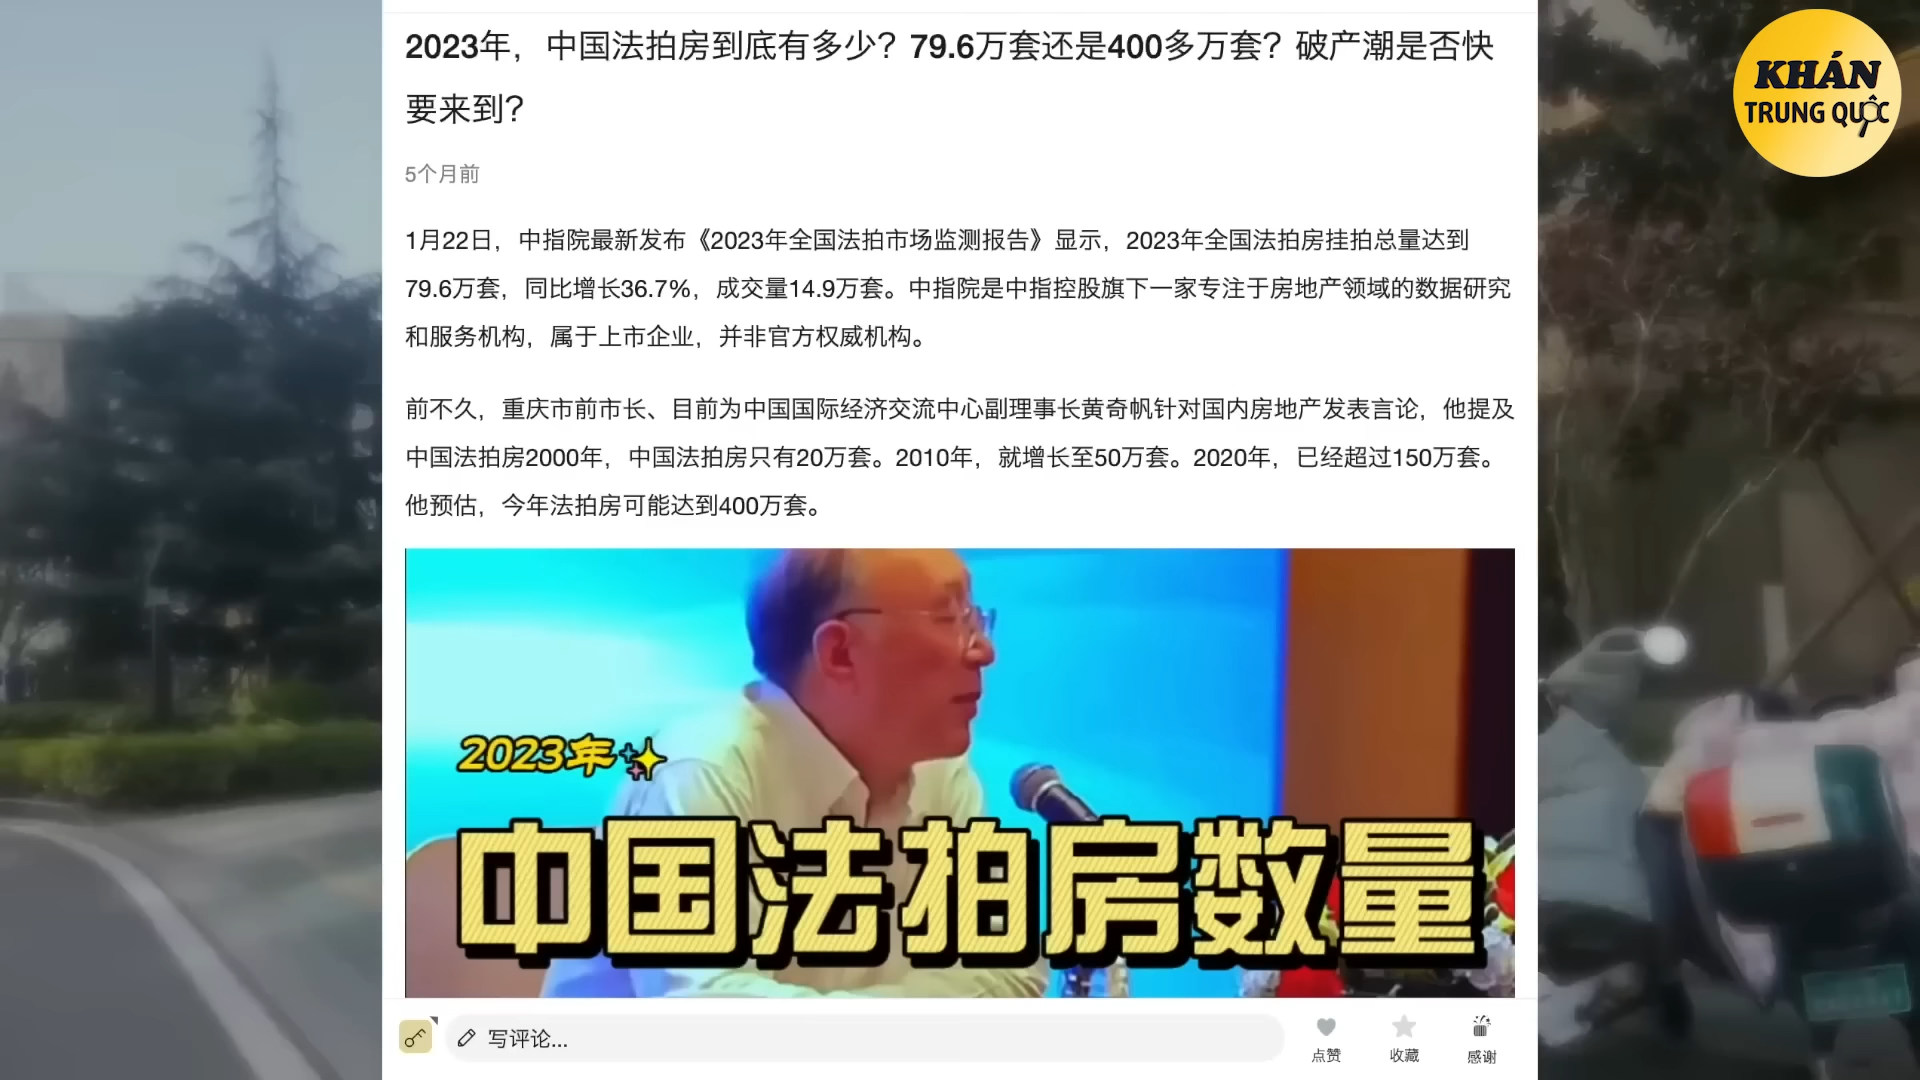 2023年，中国法拍房到底有多少？79.6万套还是400多万套？破产潮是否快
要来到？
5个月前
1月22日，中指院最新发布《2023年全国法拍市场监测报告》显示，2023年全国法拍房挂拍总量达到
79.6万套，同比增长36.7%，成交量14.9万套。中指院是中指控股旗下一家专注于房地产领域的数据研究
和服务机构，属于上市企业，并非官方权威机构。
前不久，重庆市前市长、目前为中国国际经济交流中心副理事长黄奇帆针对国内房地产发表言论，他提及
中国法拍房2000年，中国法拍房只有20万套。2010年，就增长至50万套。2020年，已经超过150万套。
他预估，今年法拍房可能达到400万套。
2023年
中国法拍房数量
写评论...
点赞
收藏
感谢
KHÁN
TRUNG QUỐC